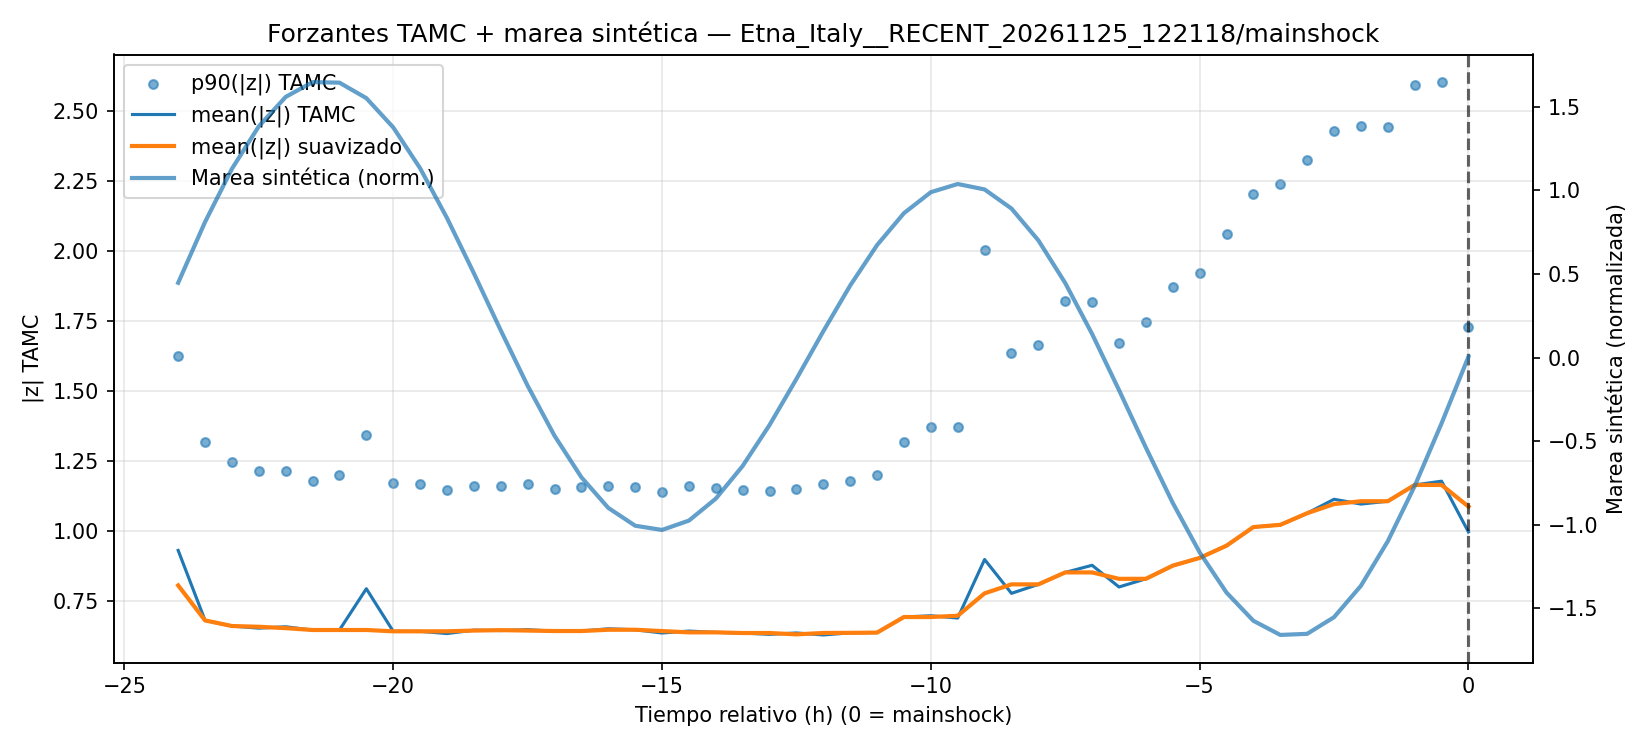 Forzantes TAMC + marea sintética — Etna_Italy__RECENT_20261125_122118/mainshock
p90(|z|) TAMC
mean(|z|) TAMC
mean(|z|) suavizado
Marea sintética (norm.)
|z| TAMC
2.50
2.25
2.00
1.75
1.50
1.25
1.00
0.75
1.5
1.0
0.5
0.0
−0.5
−1.0
−1.5
Marea sintética (normalizada)
−25
−20
−15
−10
−5
0
Tiempo relativo (h) (0 = mainshock)